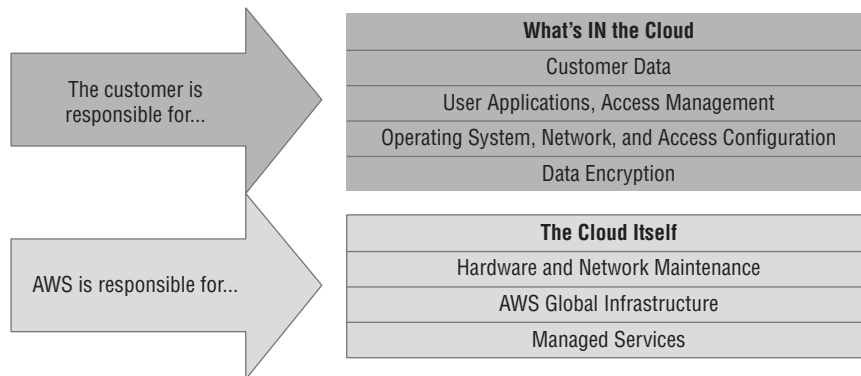 The customer is
responsible for...
What's IN the Cloud
Customer Data
User Applications, Access Management
Operating System, Network, and Access Configuration
Data Encryption
AWS is responsible for...
The Cloud Itself
Hardware and Network Maintenance
AWS Global Infrastructure
Managed Services